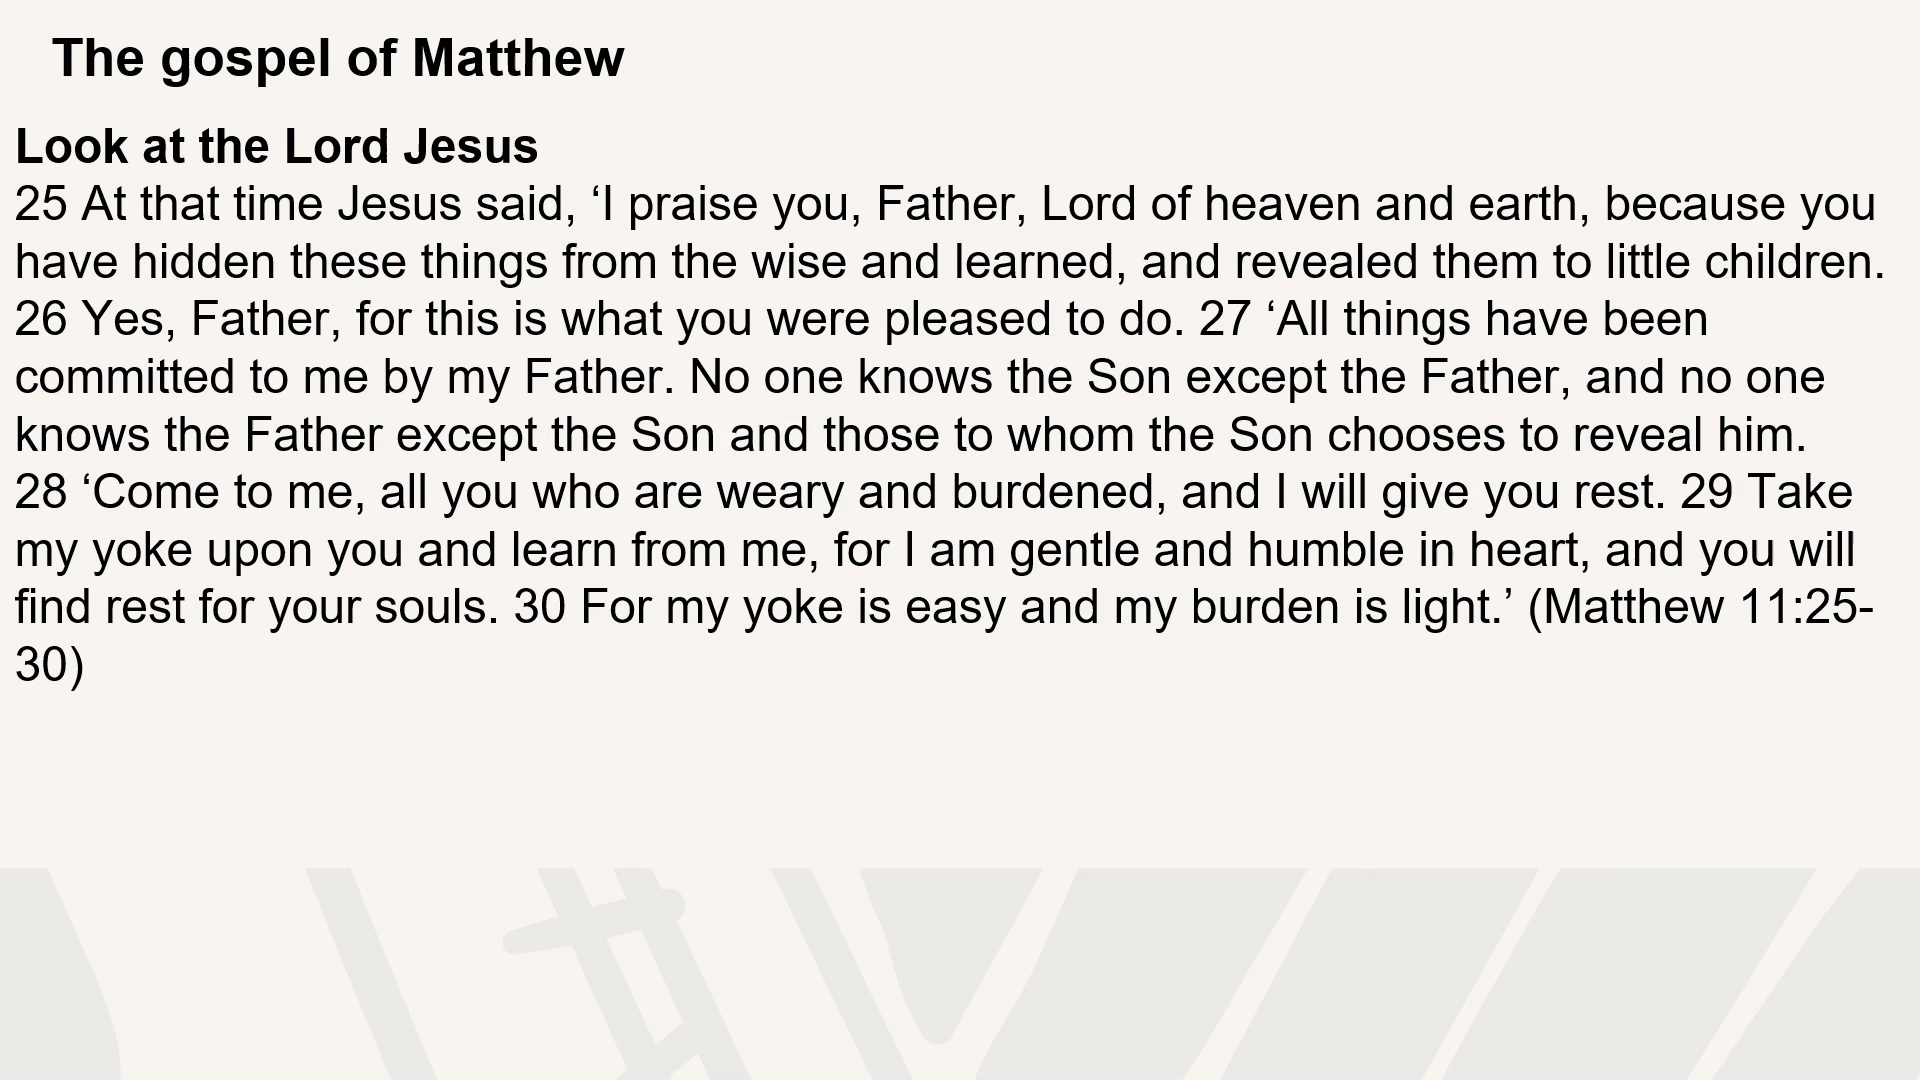 The gospel of Matthew
Look at the Lord Jesus
25 At that time Jesus said, ‘I praise you, Father, Lord of heaven and earth, because you
have hidden these things from the wise and learned, and revealed them to little children.
26 Yes, Father, for this is what you were pleased to do. 27 ‘All things have been
committed to me by my Father. No one knows the Son except the Father, and no one
knows the Father except the Son and those to whom the Son chooses to reveal him.
28 ‘Come to me, all you who are weary and burdened, and I will give you rest. 29 Take
my yoke upon you and learn from me, for I am gentle and humble in heart, and you will
find rest for your souls. 30 For my yoke is easy and my burden is light.’ (Matthew 11:25-
30)